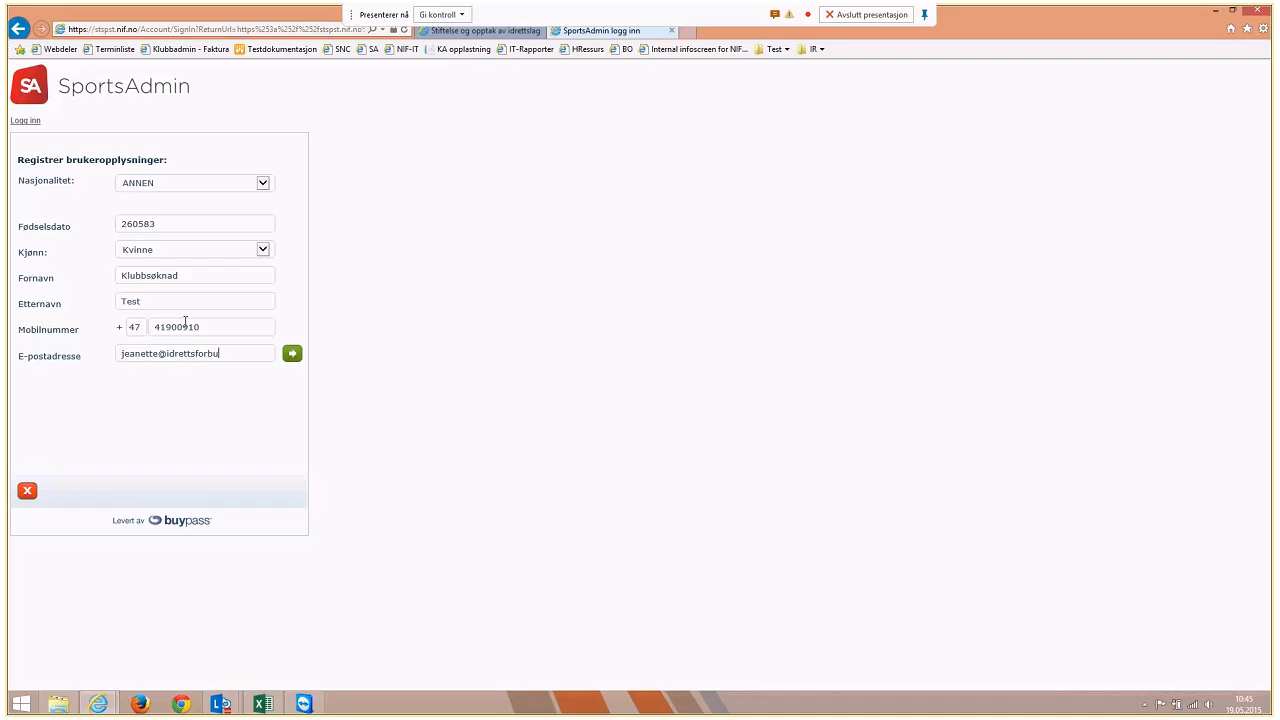 Presenterer nå Gi kontroll Avslutt presentasjon
https://stspst.nif.no/Account/SignIn?ReturnUrl=https%253a%252f%252fstspst.nif.no Stiftelse og opptak av idrettslag SportsAdmin logg inn
Webdeler Terminliste Klubbadmin - Faktura Testdokumentasjon SNC SA NIF-IT KA opplastning IT-Rapporter HRessurs BO Internal infoscreen for NIF... Test IR
SA SportsAdmin
Logg inn
Registrer brukeropplysninger:
Nasjonalitet: ANNEN
Fødselsdato 260583
Kjønn: Kvinne
Fornavn Klubbsøknad
Etternavn Test
Mobilnummer + 47 41900910
E-postadresse jeanette@idrettsforbu
Levert av buypass
10:45
19.05.2015